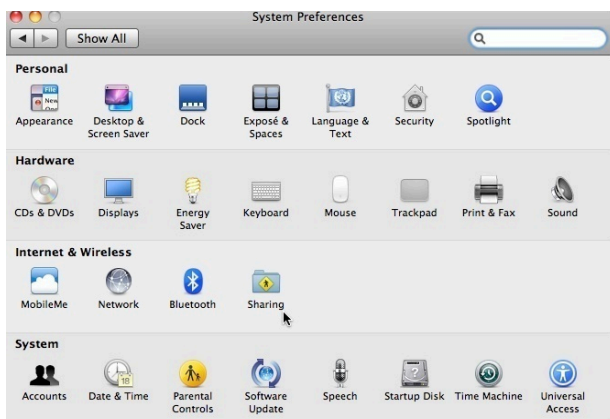 System Preferences
Show All
Personal
Appearance
Desktop &
Screen Saver
Dock
Exposé &
Spaces
Language &
Text
Security
Spotlight
Hardware
CDs & DVDs
Displays
Energy
Saver
Keyboard
Mouse
Trackpad
Print & Fax
Sound
Internet & Wireless
MobileMe
Network
Bluetooth
Sharing
System
Accounts
18
Date & Time
Parental
Controls
Software
Update
Speech
?
Startup Disk
Time Machine
Universal
Access